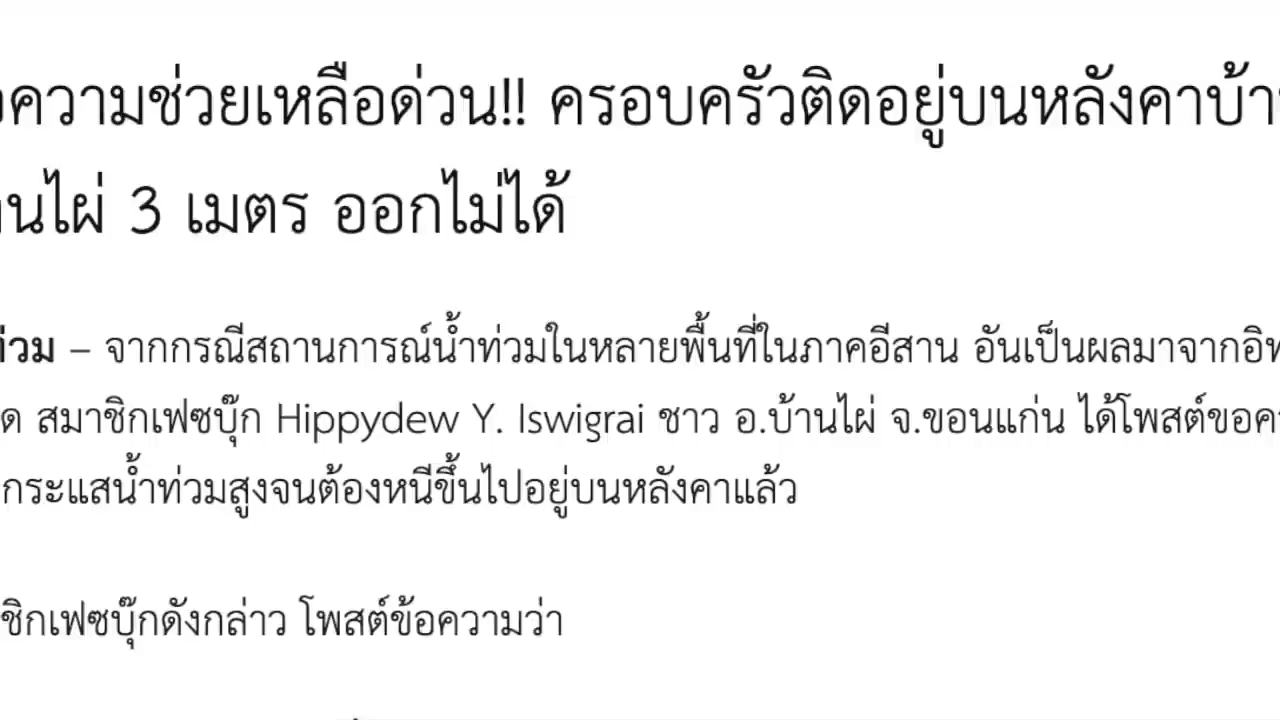 ความช่วยเหลือด่วน!! ครอบครัวติดอยู่บนหลังคาบ้า
นไผ่ 3 เมตร ออกไม่ได้
ท่วม – จากกรณีสถานการณ์น้ำท่วมในหลายพื้นที่ในภาคอีสาน อันเป็นผลมาจากอิท
ด สมาชิกเฟซบุ๊ก Hippydew Y. Iswigrai ชาว อ.บ้านไผ่ จ.ขอนแก่น ได้โพสต์ขอค
กระแสน้ำท่วมสูงจนต้องหนีขึ้นไปอยู่บนหลังคาแล้ว
ชิกเฟซบุ๊กดังกล่าว โพสต์ข้อความว่า